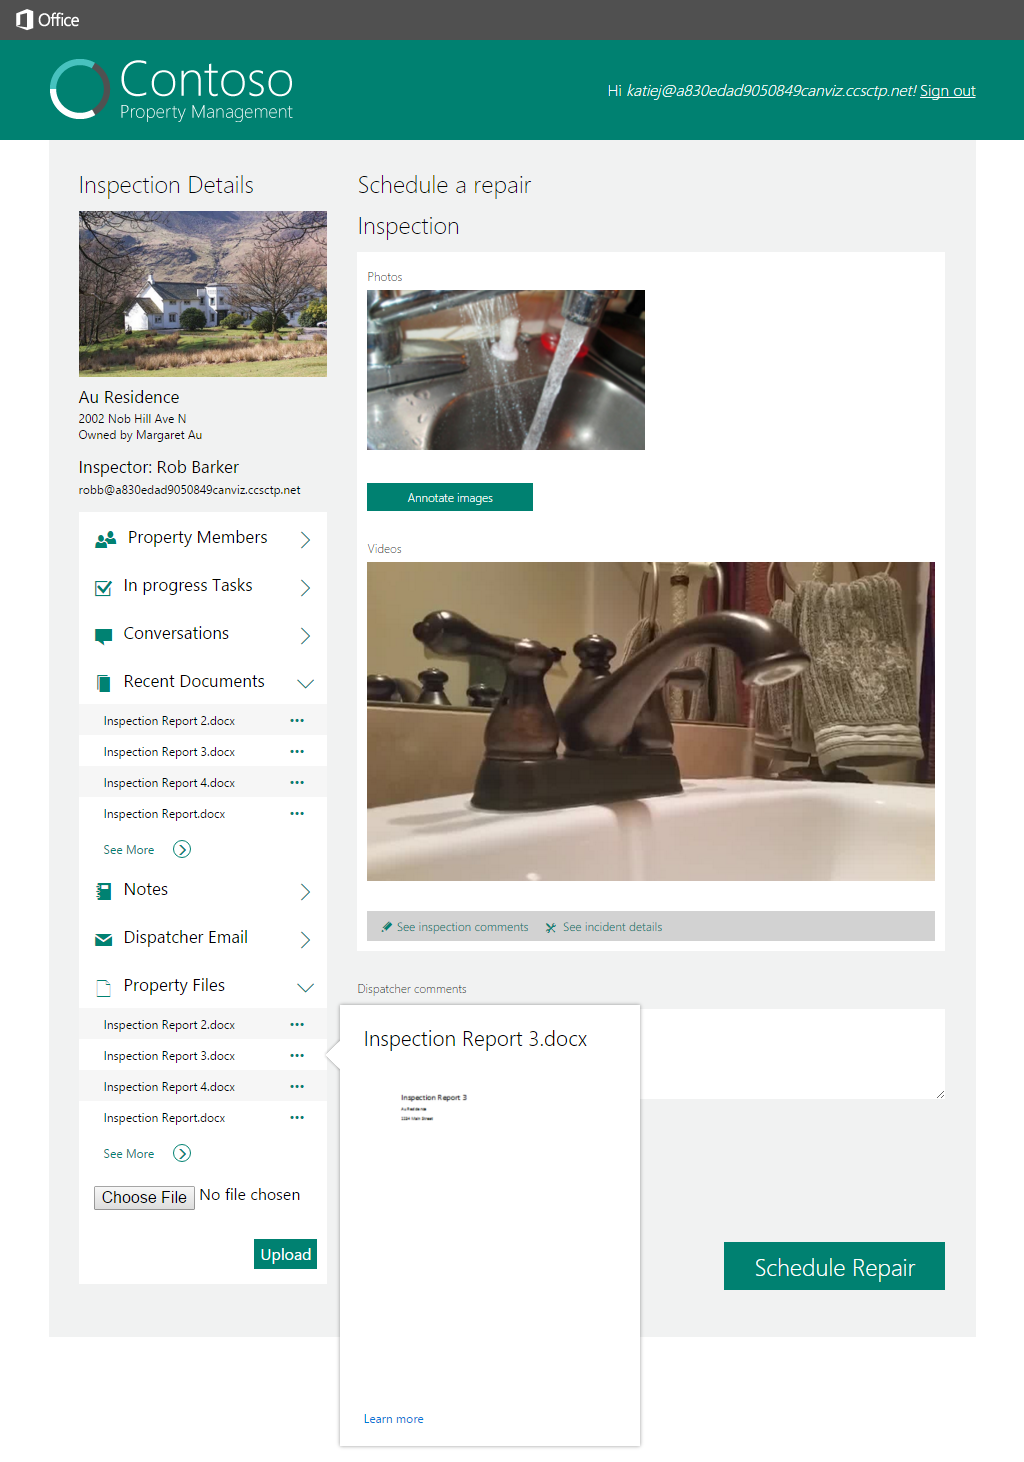 Office
Contoso
Property Management
Hi katiej@a830edad9050849canviz.ccsctp.net! Sign out
Inspection Details
Au Residence
2002 Nob Hill Ave N
Owned by Margaret Au
Inspector: Rob Barker
robb@a830edad9050849canviz.ccsctp.net
Property Members
In progress Tasks
Conversations
Recent Documents
Inspection Report 2.docx
Inspection Report 3.docx
Inspection Report 4.docx
Inspection Report.docx
See More
Notes
Dispatcher Email
Property Files
Inspection Report 2.docx
Inspection Report 3.docx
Inspection Report 4.docx
Inspection Report.docx
See More
Choose File No file chosen
Upload
Schedule a repair
Inspection
Photos
Annotate images
Videos
See inspection comments See incident details
Dispatcher comments
Inspection Report 3.docx
Inspection Report 3
Au Residence
2234 Main Street
Learn more
Schedule Repair